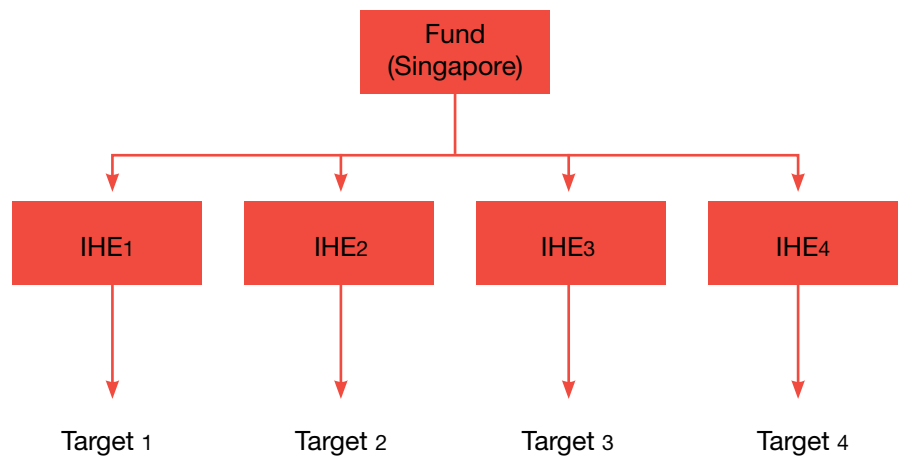 Fund
(Singapore)
IHE1
IHE2
IHE3
IHE4
Target 1
Target 2
Target 3
Target 4